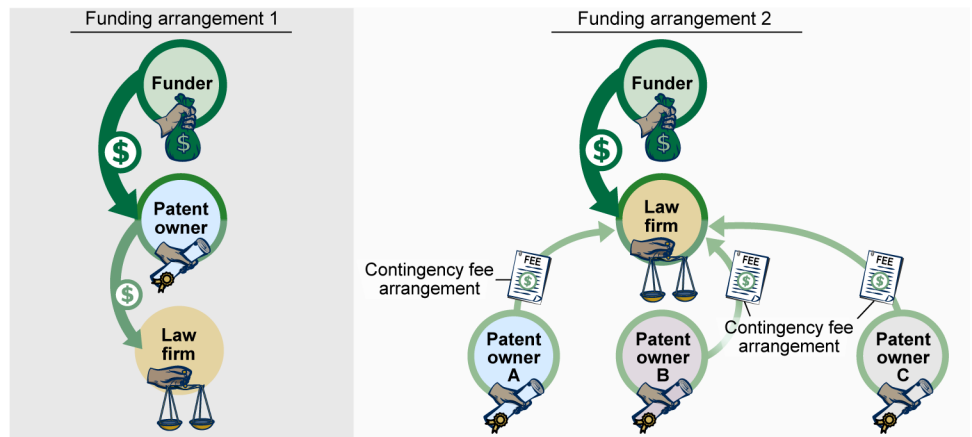 Funding arrangement 1
Funder
$
$
Patent
owner
$
Law
firm
Funding arrangement 2
Funder
$
$
Law
firm
FEE
$
FEE
$
FEE
$
Contingency fee
arrangement
Contingency fee
arrangement
Patent
owner
A
Patent
owner
B
Patent
owner
C